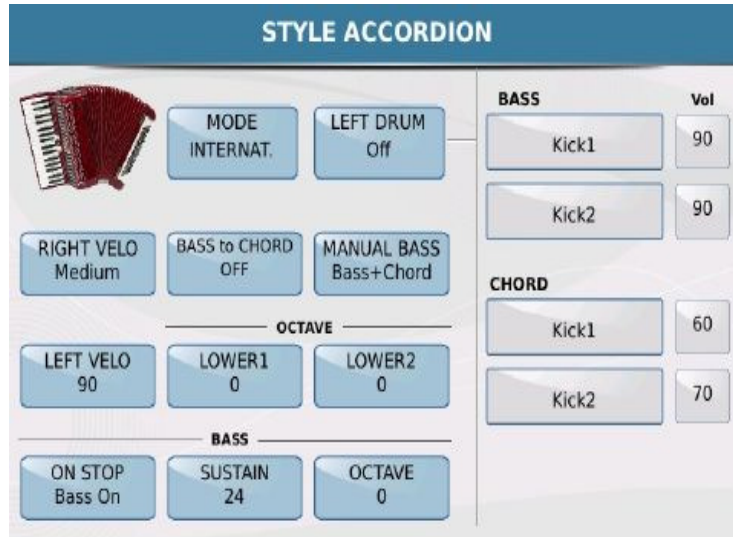 STYLE ACCORDION
MODE
INTERNAT.
LEFT DRUM
Off
RIGHT VELO
Medium
BASS to CHORD
OFF
MANUAL BASS
Bass+Chord
OCTAVE
LEFT VELO
90
LOWER1
0
LOWER2
0
BASS
ON STOP
Bass On
SUSTAIN
24
OCTAVE
0
BASS Vol
Kick1 90
Kick2 90
CHORD
Kick1 60
Kick2 70